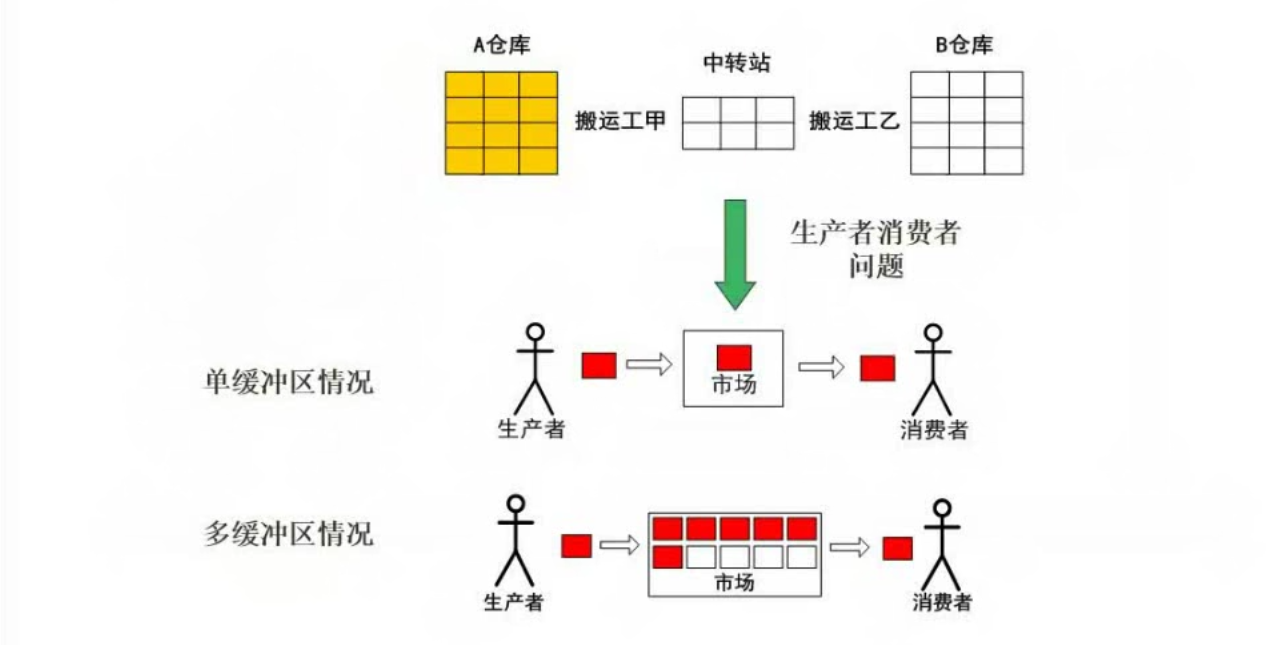 A仓库
中转站
B仓库
搬运工甲
搬运工乙
生产者消费者
问题
单缓冲区情况
市场
生产者
消费者
多缓冲区情况
市场
生产者
消费者